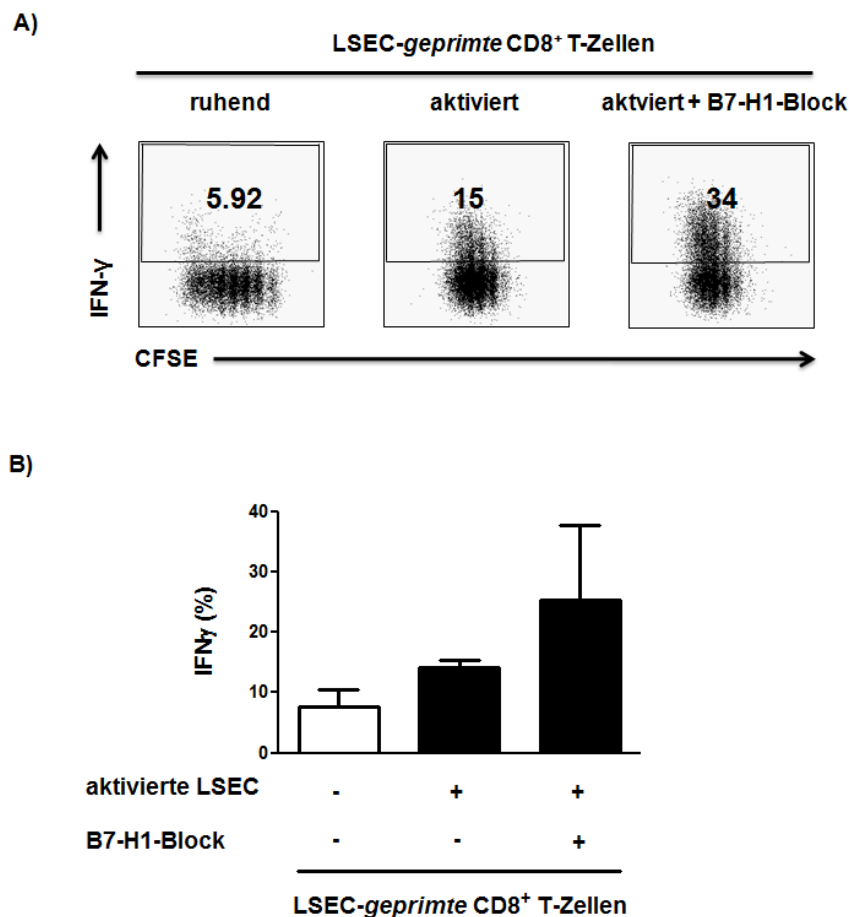 A)
LSEC-geprimte CD8⁺ T-Zellen
ruhend aktiviert aktviert + B7-H1-Block
5.92 15 34
IFN-γ
CFSE
B)
40
30
20
10
0
IFNγ (%)
aktivierte LSEC - + +
B7-H1-Block - - +
LSEC-geprimte CD8⁺ T-Zellen